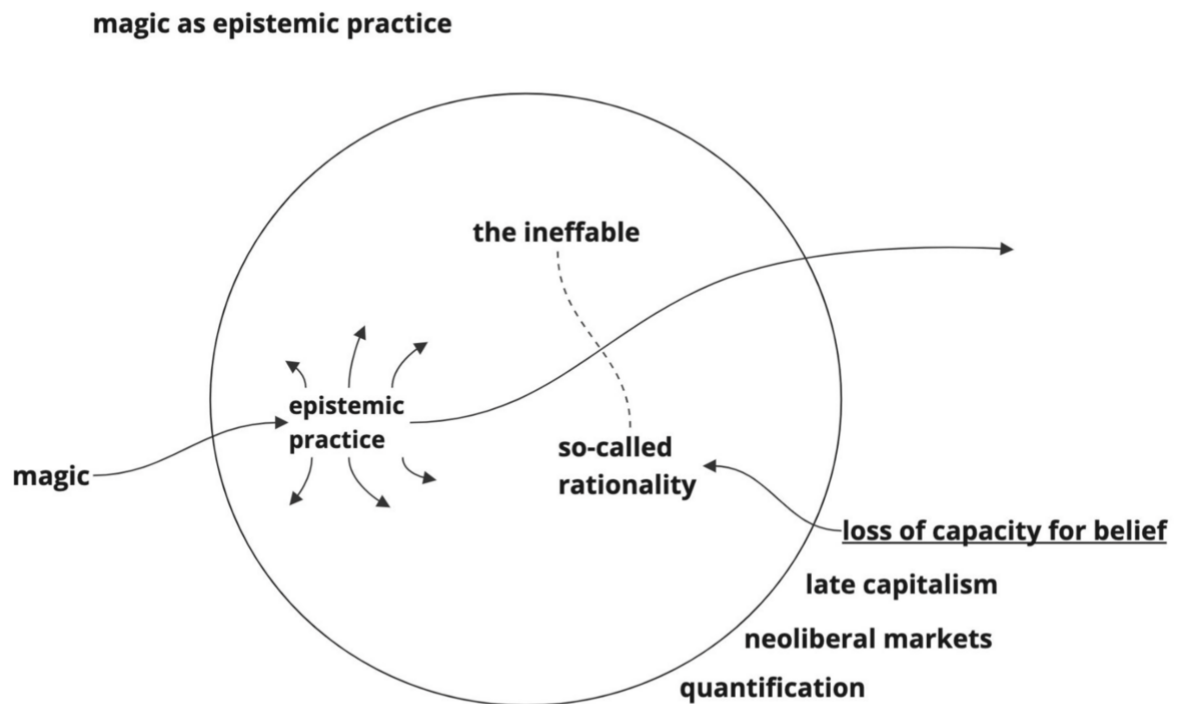 magic as epistemic practice
the ineffable
epistemic
practice
so-called
rationality
magic
loss of capacity for belief
late capitalism
neoliberal markets
quantification